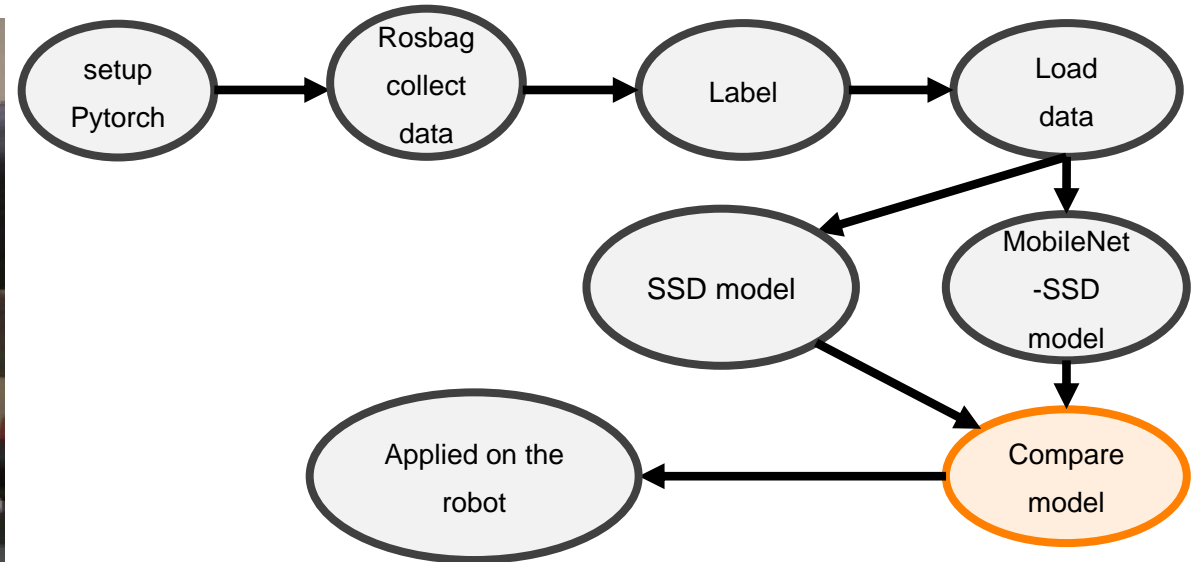 setup
Pytorch
Rosbag
collect
data
Label
Load
data
SSD model
MobileNet
-SSD
model
Compare
model
Applied on the
robot